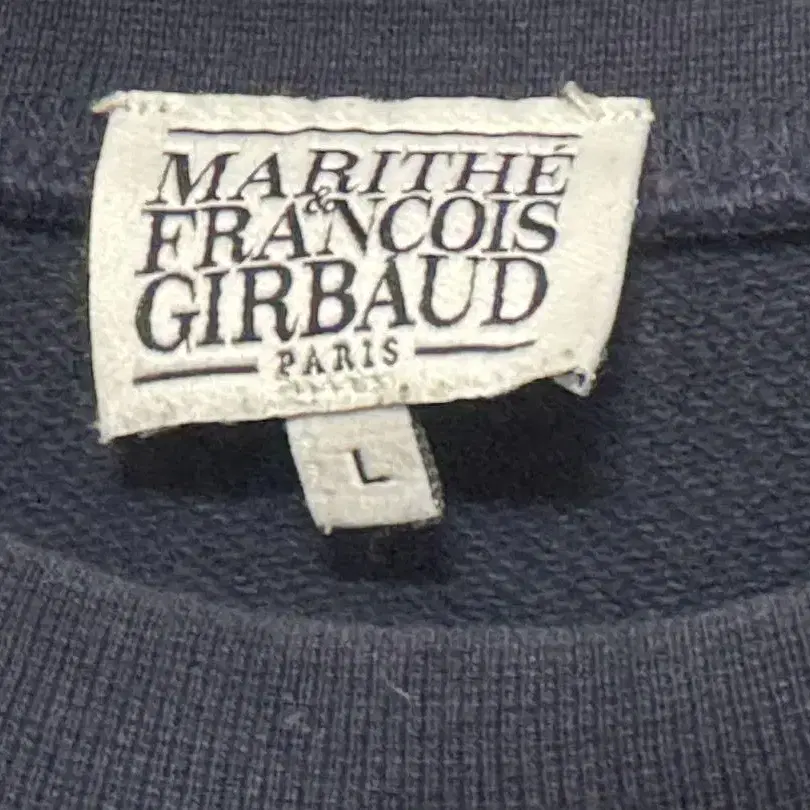 MARITHÉ
&
FRANCOIS
GIRBAUD
PARIS
L